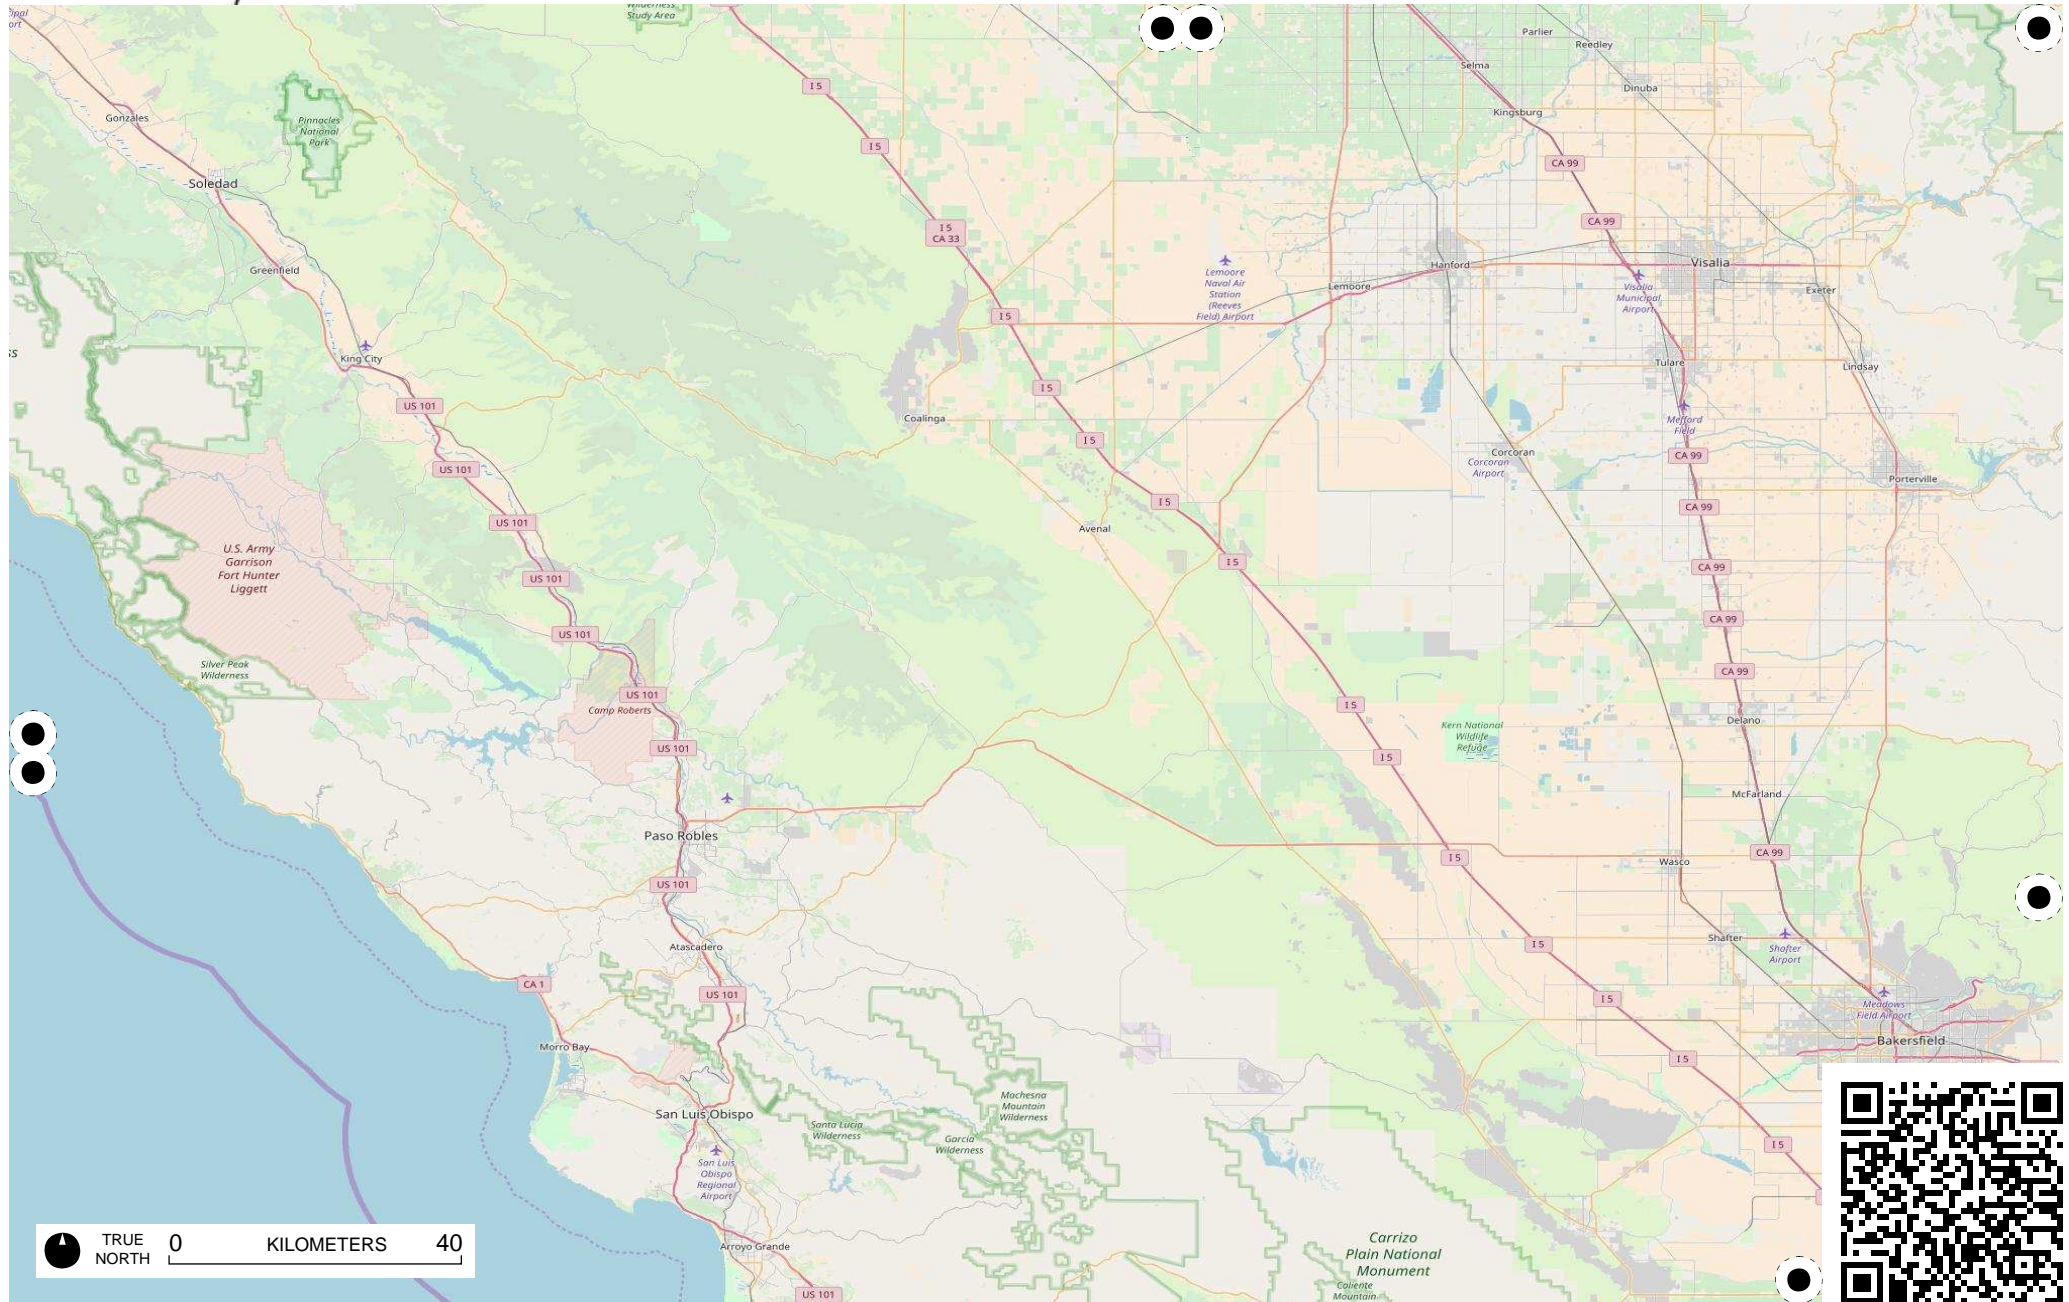 Wilderness
Study Area
Parlier
Reedley
Selma
Dinuba
I 5
Kingsburg
Gonzales
Pinnacles
National
Park
I 5
CA 99
Soledad
CA 99
I 5
CA 33
Hanford
Visalia
Greenfield
Lemoore
Naval Air
Station
(Reeves
Field) Airport
Lemoore
Visalia
Municipal
Airport
Exeter
I 5
ss
King City
Tulare
Lindsay
I 5
US 101
Coalinga
Mefford
Field
I 5
CA 99
Corcoran
Corcoran
Airport
US 101
Porterville
I 5
CA 99
US 101
Avenal
U.S. Army
Garrison
Fort Hunter
Liggett
I 5
CA 99
US 101
CA 99
US 101
Silver Peak
Wilderness
CA 99
US 101
Camp Roberts
I 5
Delano
Kern National
Wildlife
Refuge
US 101
I 5
McFarland
Paso Robles
CA 99
I 5
Wasco
US 101
Atascadero
Shafter
I 5
Shafter
Airport
CA 1
US 101
I 5
Meadows
Field Airport
Morro Bay
Bakersfield
I 5
San Luis Obispo
Machesna
Mountain
Wilderness
Santa Lucia
Wilderness
Garcia
Wilderness
I 5
San Luis
Obispo
Regional
Airport
Arroyo Grande
Carrizo
Plain National
Monument
Caliente
Mountain
US 101
TRUE
NORTH
0 KILOMETERS 40